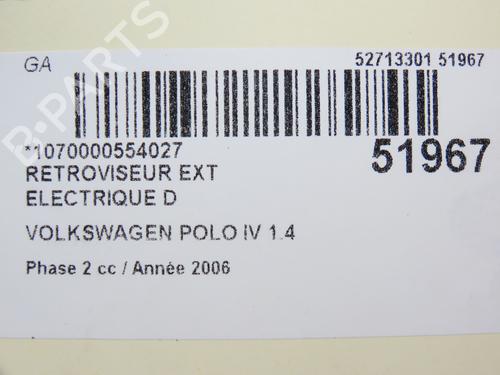 GA
52713301 51967
*1070000554027
51967
RETROVISEUR EXT
ELECTRIQUE D
VOLKSWAGEN POLO IV 1.4
Phase 2 cc / Année 2006
B-PARTS